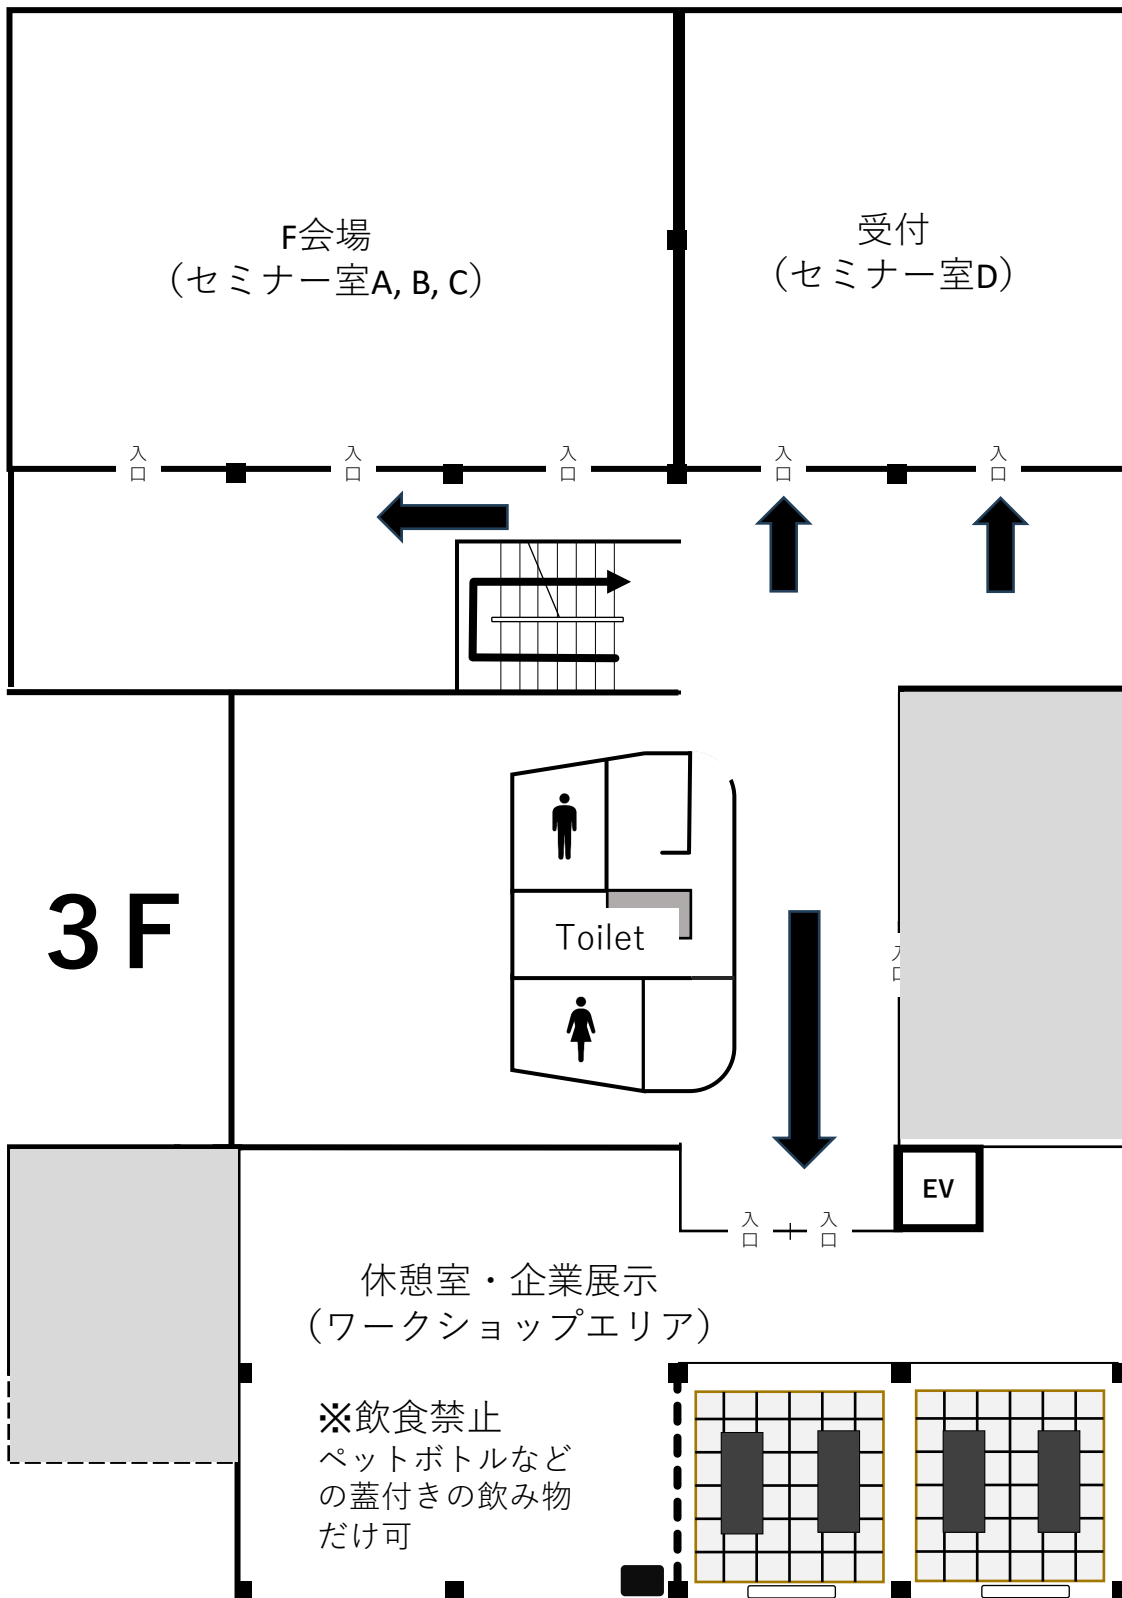 F会場
（セミナー室A, B, C）
受付
（セミナー室D）
入口
入口
入口
入口
入口
3F
Toilet
入口
EV
入口
入口
休憩室・企業展示
（ワークショップエリア）
※飲食禁止
ペットボトルなど
の蓋付きの飲み物
だけ可